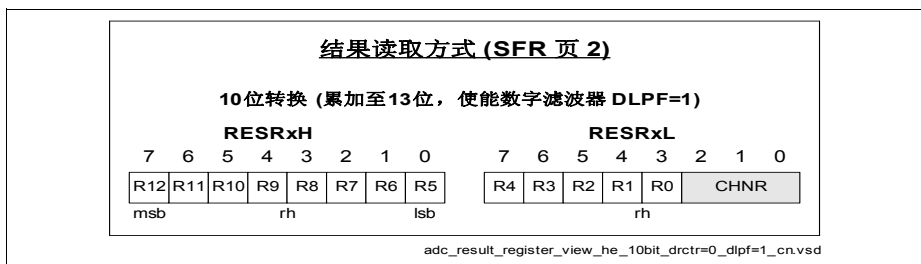 结果读取方式 (SFR 页 2)
10位转换 (累加至13位，使能数字滤波器 DLPF=1)
RESRxH RESRxL
7 6 5 4 3 2 1 0 7 6 5 4 3 2 1 0
R12 R11 R10 R9 R8 R7 R6 R5 R4 R3 R2 R1 R0 CHNR
msb rh lsb rh
adc_result_register_view_he_10bit_drctr=0_dlpf=1_cn.vsd